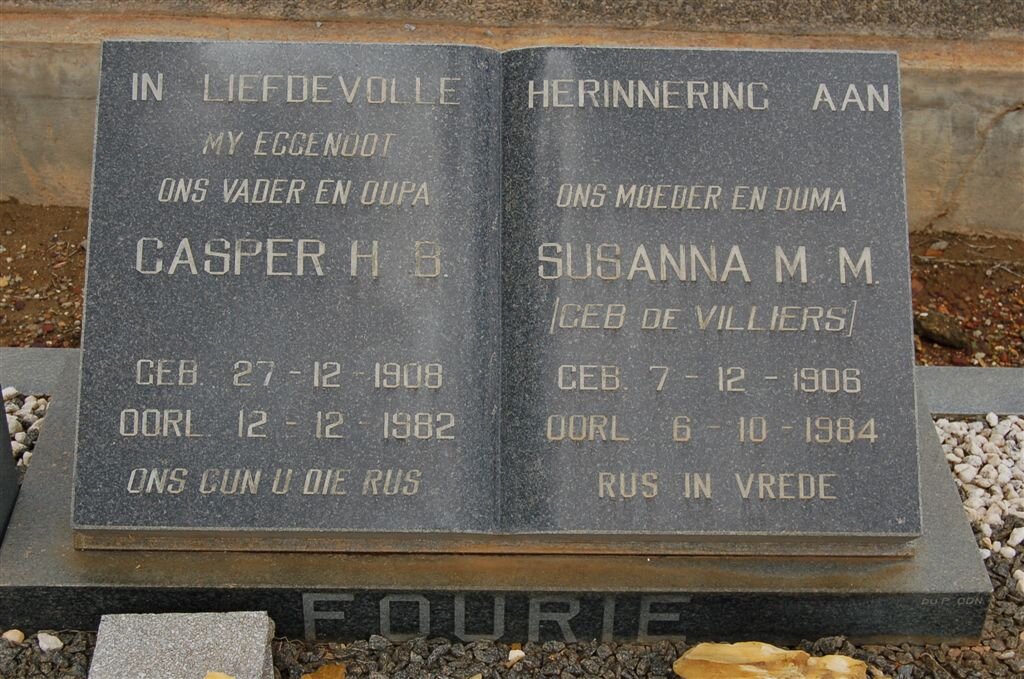 IN LIEFDEVOLLE HERINNERING AAN
MY EGGENOOT
ONS VADER EN OUPA
CASPER H. B.
GEB. 27-12-1908
OORL. 12-12-1982
ONS GUN U DIE RUS
ONS MOEDER EN OUMA
SUSANNA M. M.
[GEB DE VILLIERS]
GEB. 7-12-1906
OORL. 6-10-1984
RUS IN VREDE
FOURIE